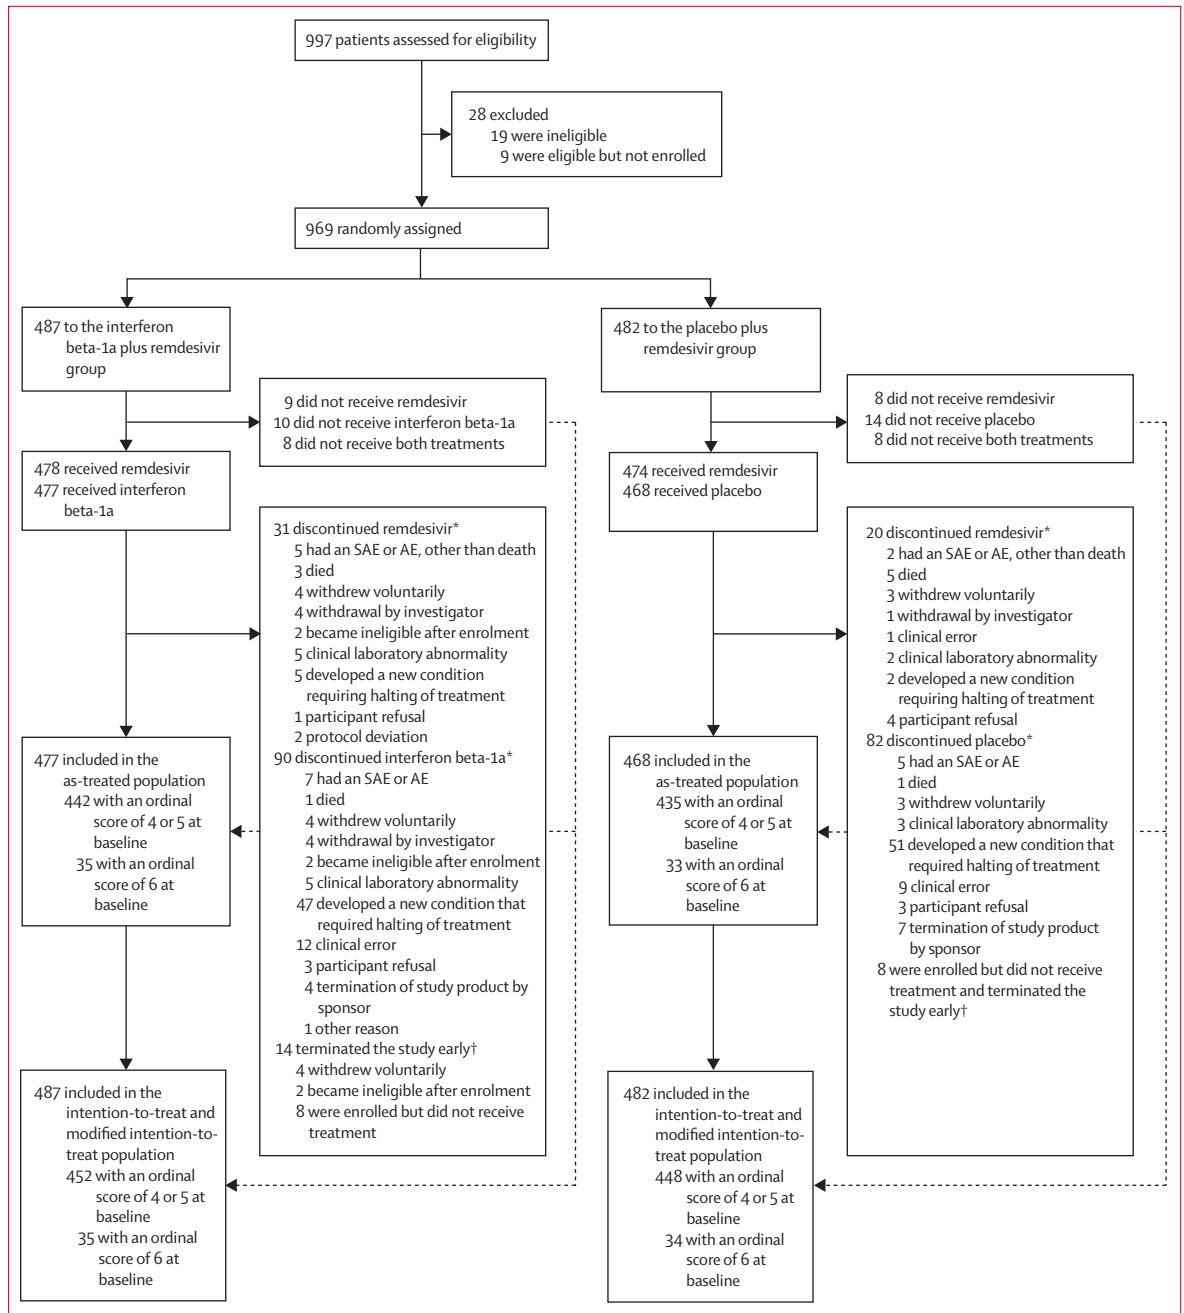 997 patients assessed for eligibility
28 excluded
19 were ineligible
9 were eligible but not enrolled
969 randomly assigned
487 to the interferon
beta-1a plus remdesivir
group
482 to the placebo plus
remdesivir group
9 did not receive remdesivir
10 did not receive interferon beta-1a
8 did not receive both treatments
8 did not receive remdesivir
14 did not receive placebo
8 did not receive both treatments
478 received remdesivir
477 received interferon
beta-1a
474 received remdesivir
468 received placebo
31 discontinued remdesivir*
5 had an SAE or AE, other than death
3 died
4 withdrew voluntarily
4 withdrawal by investigator
2 became ineligible after enrolment
5 clinical laboratory abnormality
5 developed a new condition
requiring halting of treatment
1 participant refusal
2 protocol deviation
90 discontinued interferon beta-1a*
7 had an SAE or AE
1 died
4 withdrew voluntarily
4 withdrawal by investigator
2 became ineligible after enrolment
5 clinical laboratory abnormality
47 developed a new condition that
required halting of treatment
12 clinical error
3 participant refusal
4 termination of study product by
sponsor
1 other reason
14 terminated the study early†
4 withdrew voluntarily
2 became ineligible after enrolment
8 were enrolled but did not receive
treatment
20 discontinued remdesivir*
2 had an SAE or AE, other than death
5 died
3 withdrew voluntarily
1 withdrawal by investigator
1 clinical error
2 clinical laboratory abnormality
2 developed a new condition
requiring halting of treatment
4 participant refusal
82 discontinued placebo*
5 had an SAE or AE
1 died
3 withdrew voluntarily
3 clinical laboratory abnormality
51 developed a new condition that
required halting of treatment
9 clinical error
3 participant refusal
7 termination of study product
by sponsor
8 were enrolled but did not receive
treatment and terminated the
study early†
477 included in the
as-treated population
442 with an ordinal
score of 4 or 5 at
baseline
35 with an ordinal
score of 6 at
baseline
468 included in the
as-treated population
435 with an ordinal
score of 4 or 5 at
baseline
33 with an ordinal
score of 6 at
baseline
487 included in the
intention-to-treat and
modified intention-to-
treat population
452 with an ordinal
score of 4 or 5 at
baseline
35 with an ordinal
score of 6 at
baseline
482 included in the
intention-to-treat and
modified intention-to-
treat population
448 with an ordinal
score of 4 or 5 at
baseline
34 with an ordinal
score of 6 at
baseline